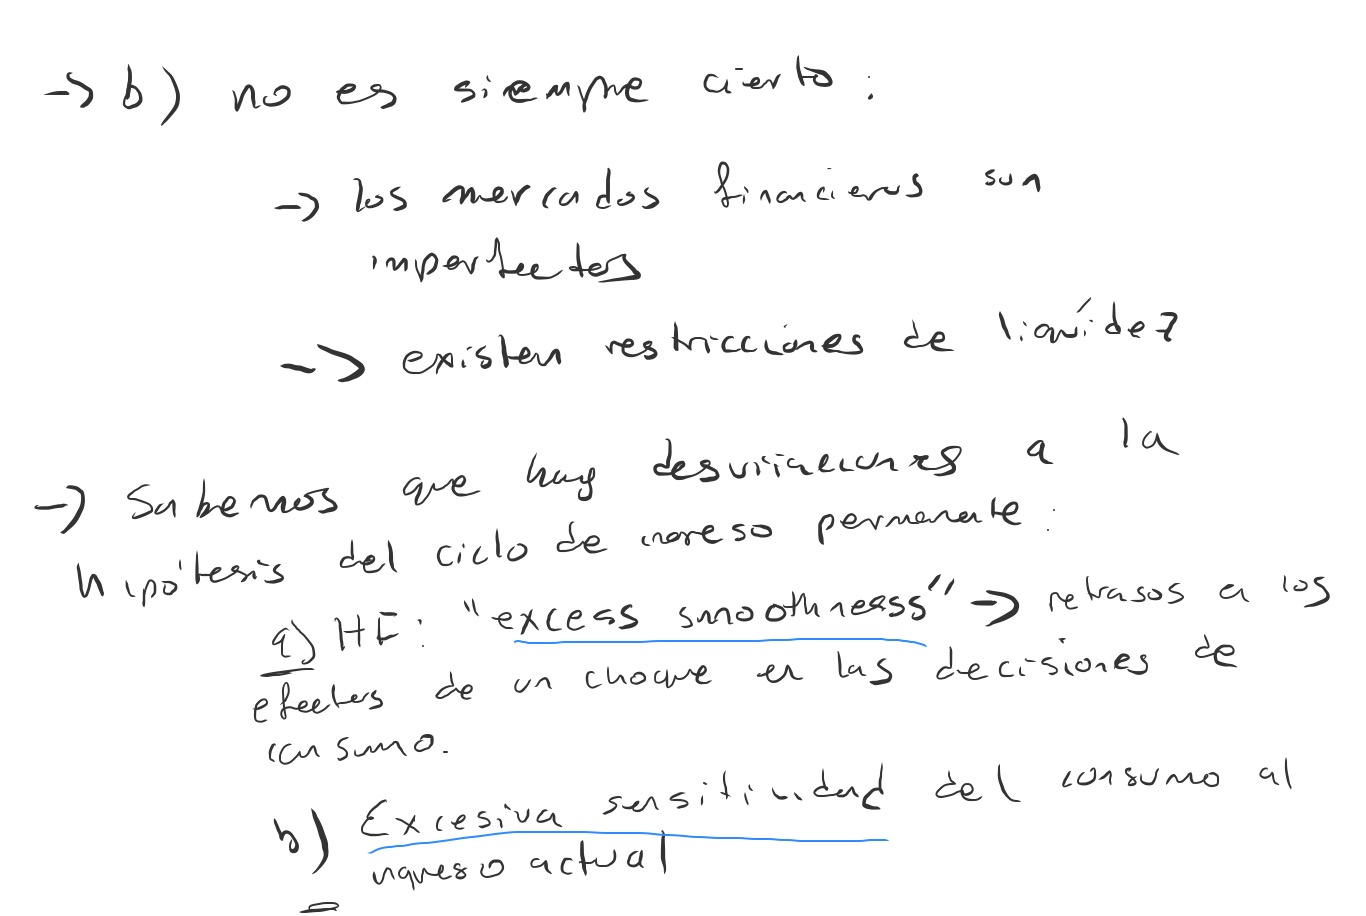 -> b) no es siempre cierto:
-> los mercados financieros son
imperfectos
-> existen restricciones de liquídez
-> Sabemos que hay desviaciones a la
hipótesis del ciclo de ingreso permanente:
a) HF: "excess smoothness" -> retrasos a los
efectos de un choque en las decisiones de
consumo.
b) Excesiva sensitividad del consumo al
ingreso actual